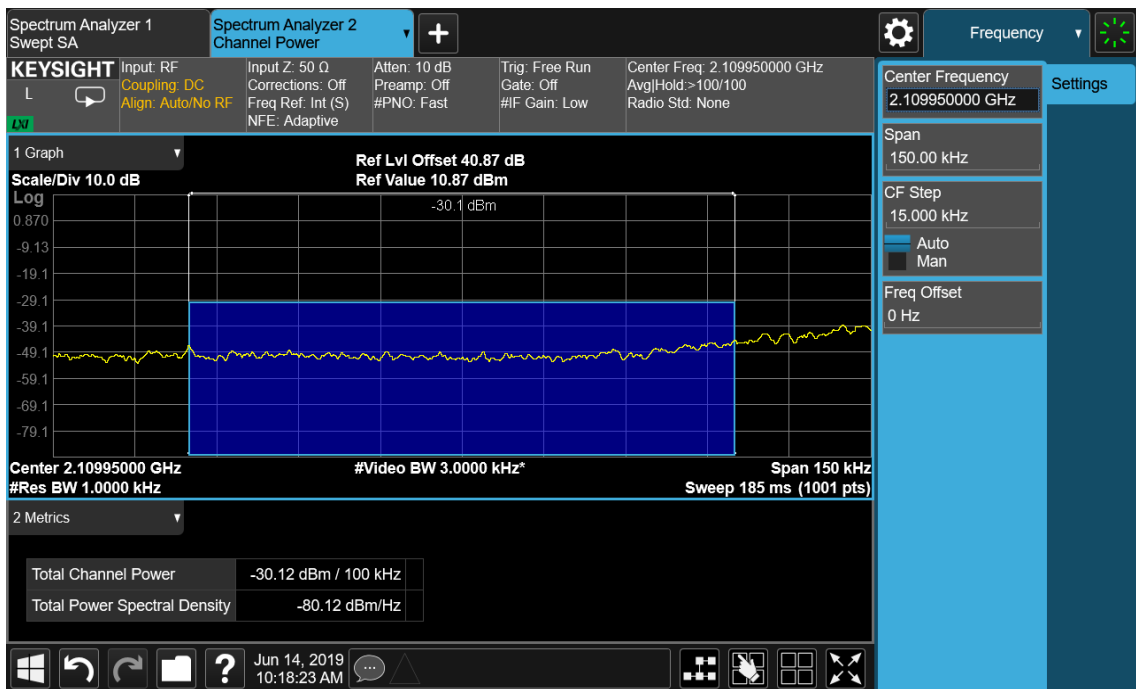 Spectrum Analyzer 1
Swept SA
Spectrum Analyzer 2
Channel Power
Frequency
KEYSIGHT
L
LXI
Input: RF
Coupling: DC
Align: Auto/No RF
Input Z: 50 Ω
Corrections: Off
Freq Ref: Int (S)
NFE: Adaptive
Atten: 10 dB
Preamp: Off
#PNO: Fast
Trig: Free Run
Gate: Off
#IF Gain: Low
Center Freq: 2.109950000 GHz
Avg|Hold:>100/100
Radio Std: None
Center Frequency
2.109950000 GHz
Settings
Span
150.00 kHz
CF Step
15.000 kHz
Auto
Man
Freq Offset
0 Hz
1 Graph
Scale/Div 10.0 dB
Ref Lvl Offset 40.87 dB
Ref Value 10.87 dBm
Log
-30.1 dBm
0.870
-9.13
-19.1
-29.1
-39.1
-49.1
-59.1
-69.1
-79.1
Center 2.10995000 GHz
#Video BW 3.0000 kHz*
Span 150 kHz
#Res BW 1.0000 kHz
Sweep 185 ms (1001 pts)
2 Metrics
Total Channel Power -30.12 dBm / 100 kHz
Total Power Spectral Density -80.12 dBm/Hz
Jun 14, 2019
10:18:23 AM